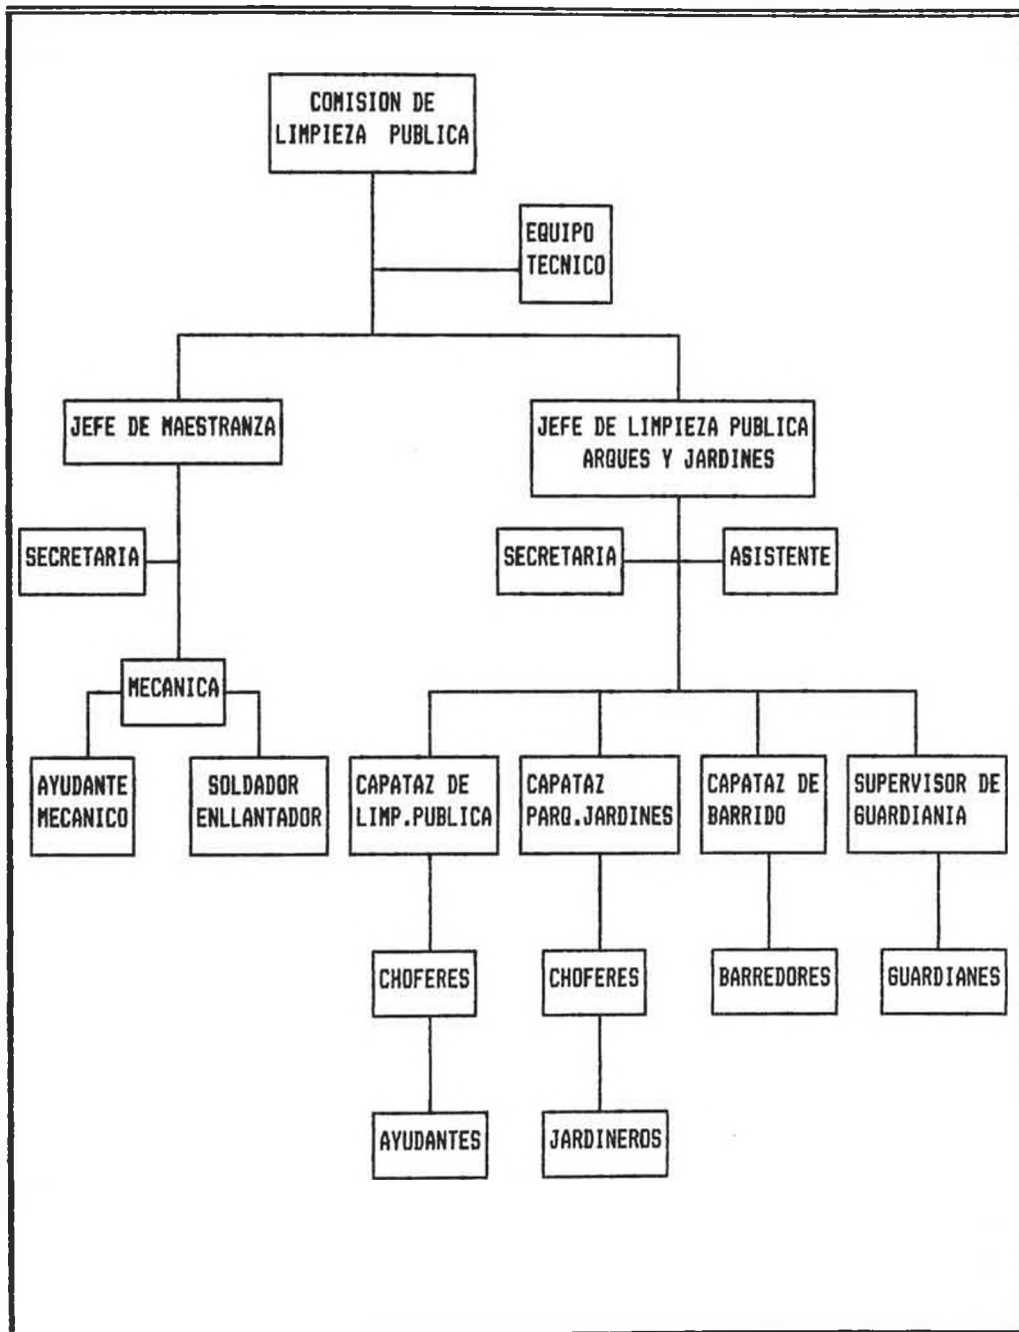 COMISION DE
LIMPIEZA PUBLICA
EQUIPO
TECNICO
JEFE DE MAESTRANZA
JEFE DE LIMPIEZA PUBLICA
ARQUES Y JARDINES
SECRETARIA
SECRETARIA
ASISTENTE
MECANICA
AYUDANTE
MECANICO
SOLDADOR
ENLLANTADOR
CAPATAZ DE
LIMP.PUBLICA
CAPATAZ
PARQ.JARDINES
CAPATAZ DE
BARRIDO
SUPERVISOR DE
GUARDIANIA
CHOFERES
CHOFERES
BARREDORES
GUARDIANES
AYUDANTES
JARDINEROS